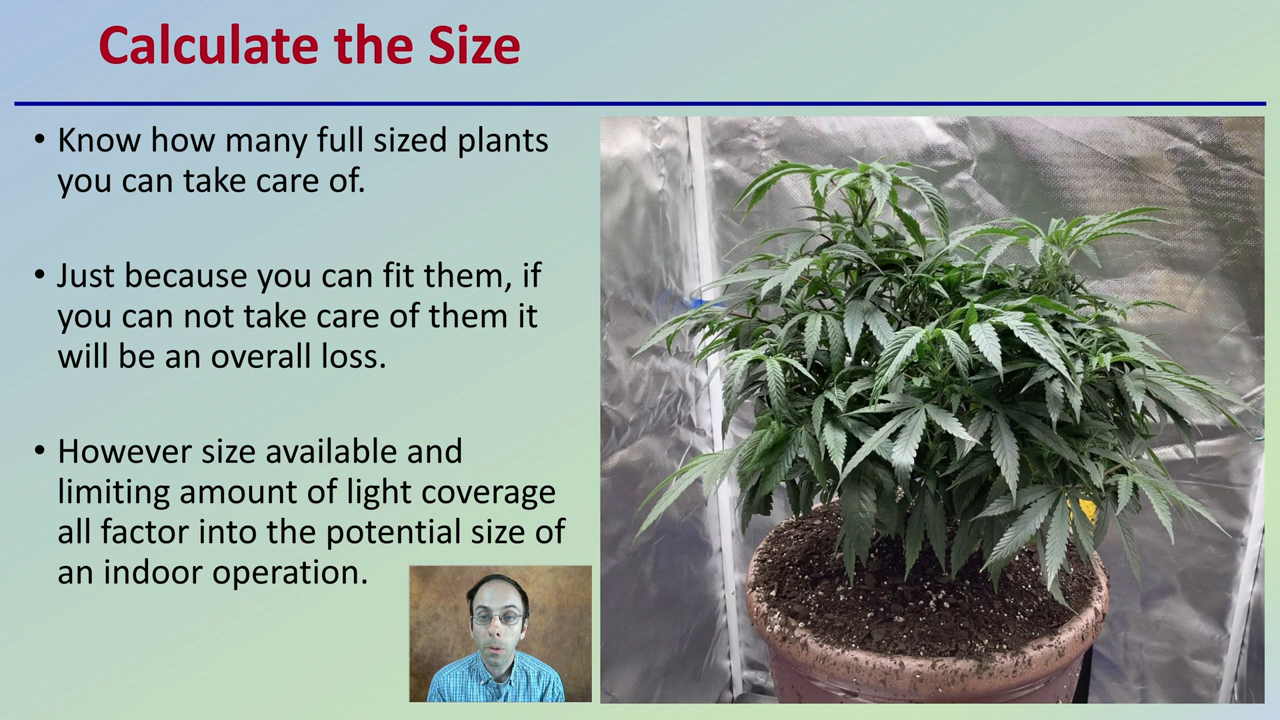 Calculate the Size
• Know how many full sized plants
you can take care of.
• Just because you can fit them, if
you can not take care of them it
will be an overall loss.
• However size available and
limiting amount of light coverage
all factor into the potential size of
an indoor operation.